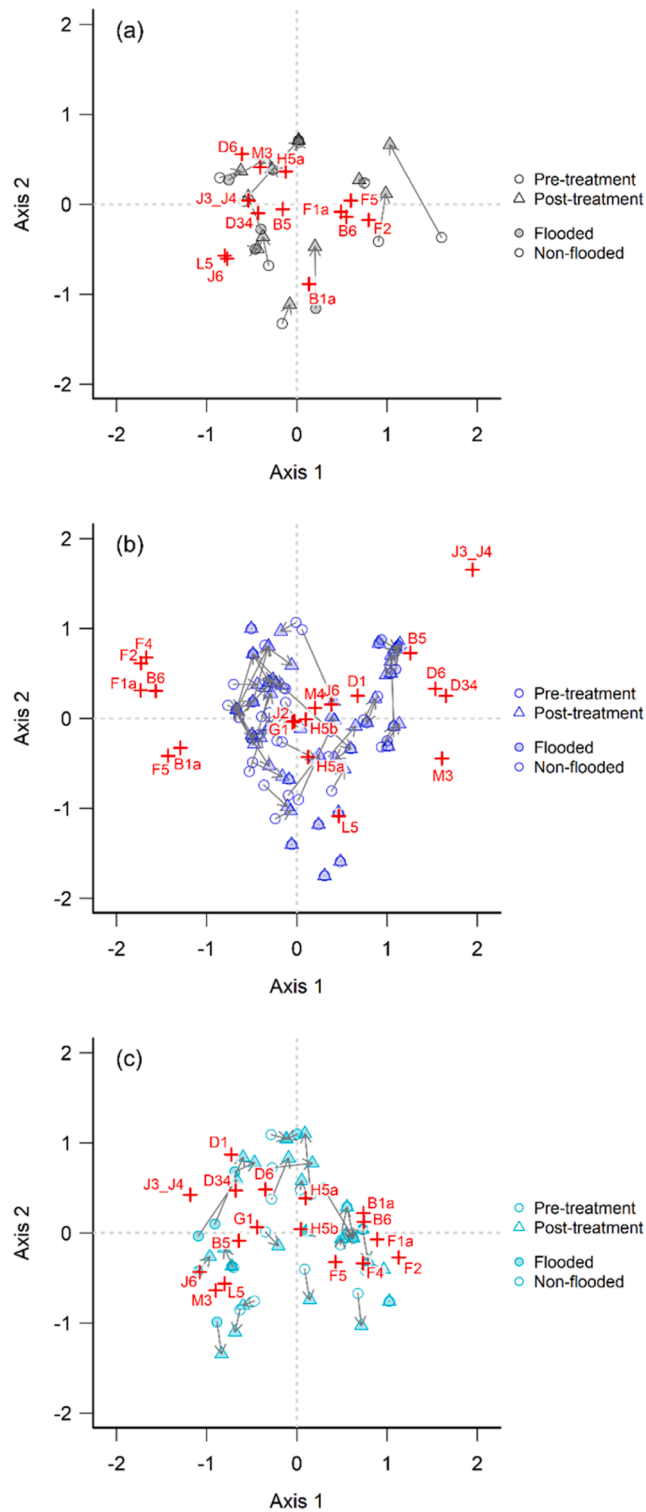 (a)
2
1
0
-1
-2
Axis 2
D6
M3
H5a
J3_J4
D34
B5
F1a
F5
B6
F2
L5
J6
B1a
Pre-treatment
Post-treatment
Flooded
Non-flooded
-2 -1 0 1 2
Axis 1
(b)
2
1
0
-1
-2
Axis 2
J3_J4
F4
F2
F1a
B6
F5
B1a
B5
D6
D34
D1
M4
J6
J2
G1
H5b
H5a
M3
L5
Pre-treatment
Post-treatment
Flooded
Non-flooded
-2 -1 0 1 2
Axis 1
(c)
2
1
0
-1
-2
Axis 2
D1
J3_J4
D34
D6
H5a
B1a
B6
G1
H5b
B5
F1a
F5
F4
F2
J6
M3
L5
Pre-treatment
Post-treatment
Flooded
Non-flooded
-2 -1 0 1 2
Axis 1